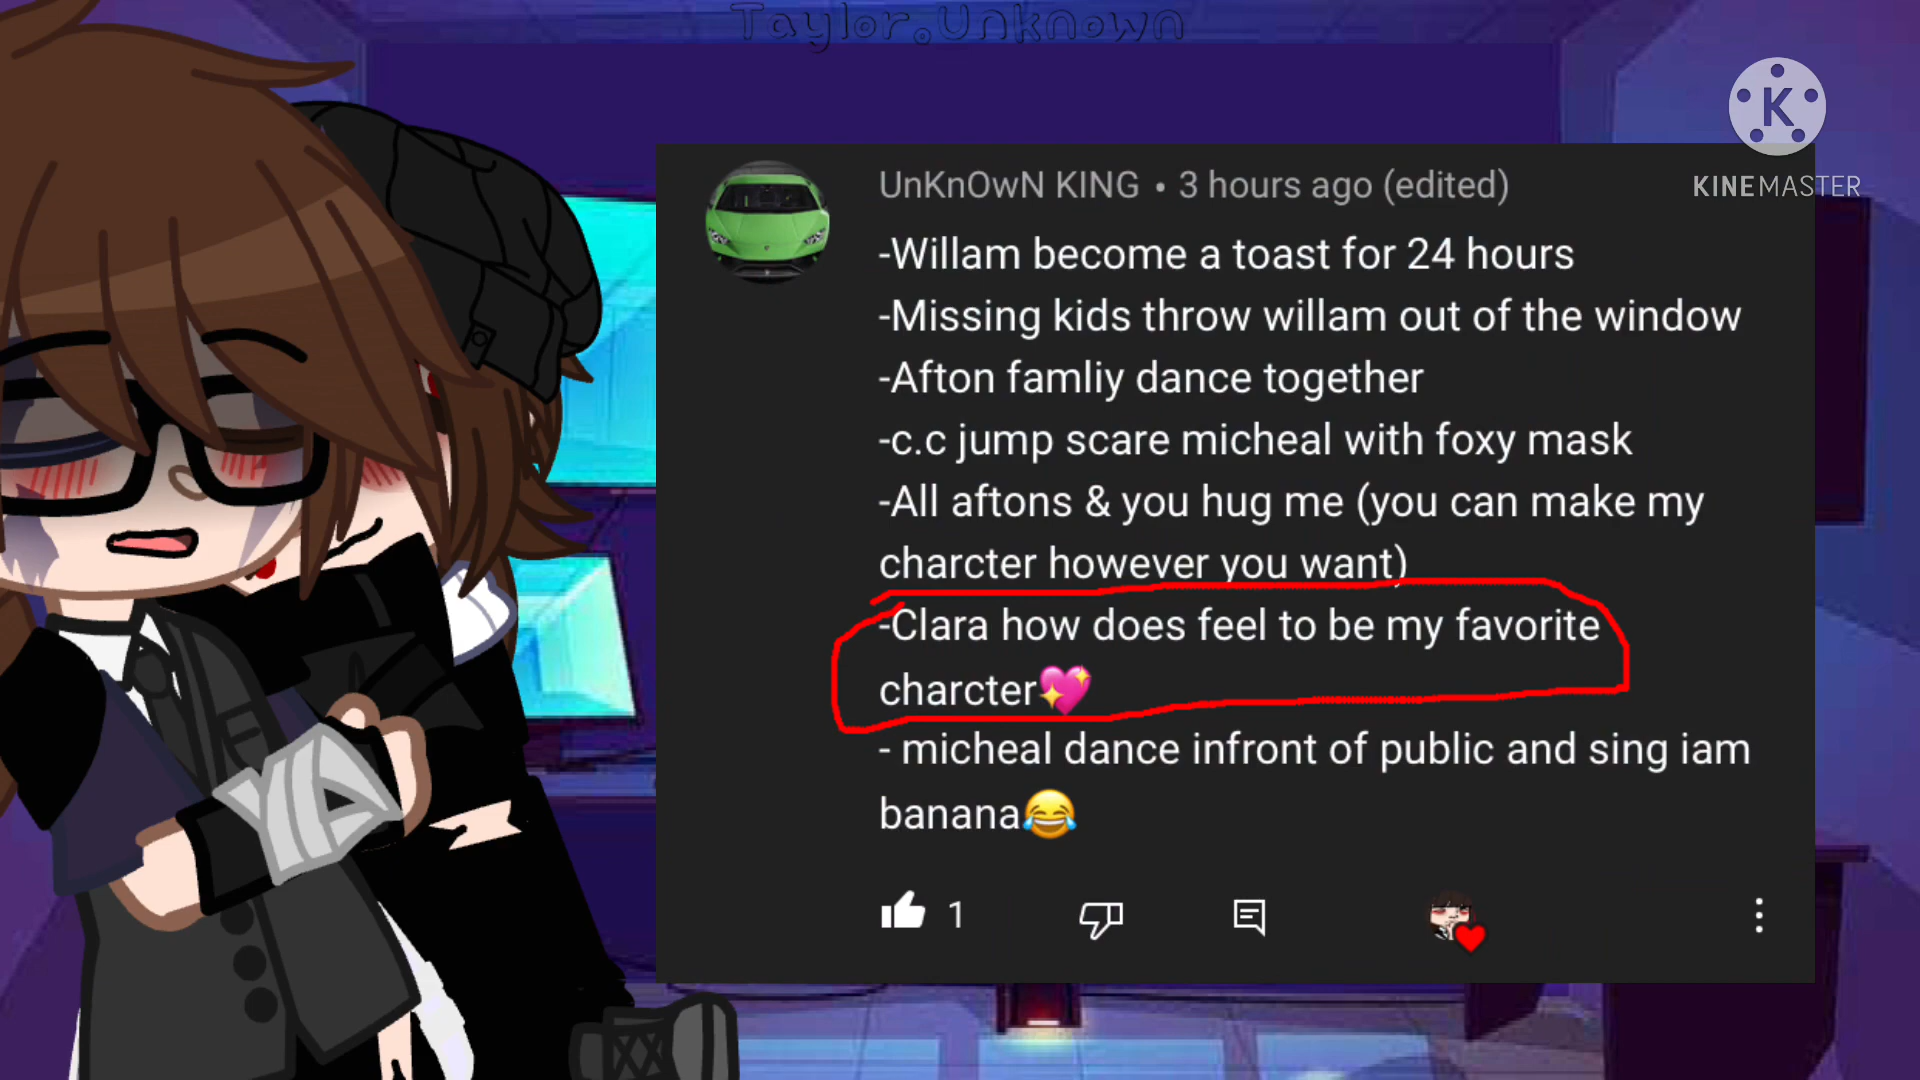 Taylor.Unknown
K
KINEMASTER
UnKnOwN KING • 3 hours ago (edited)
-Willam become a toast for 24 hours
-Missing kids throw willam out of the window
-Afton famliy dance together
-c.c jump scare micheal with foxy mask
-All aftons & you hug me (you can make my
charcter however you want)
-Clara how does feel to be my favorite
charcter💖
- micheal dance infront of public and sing iam
banana😂
1